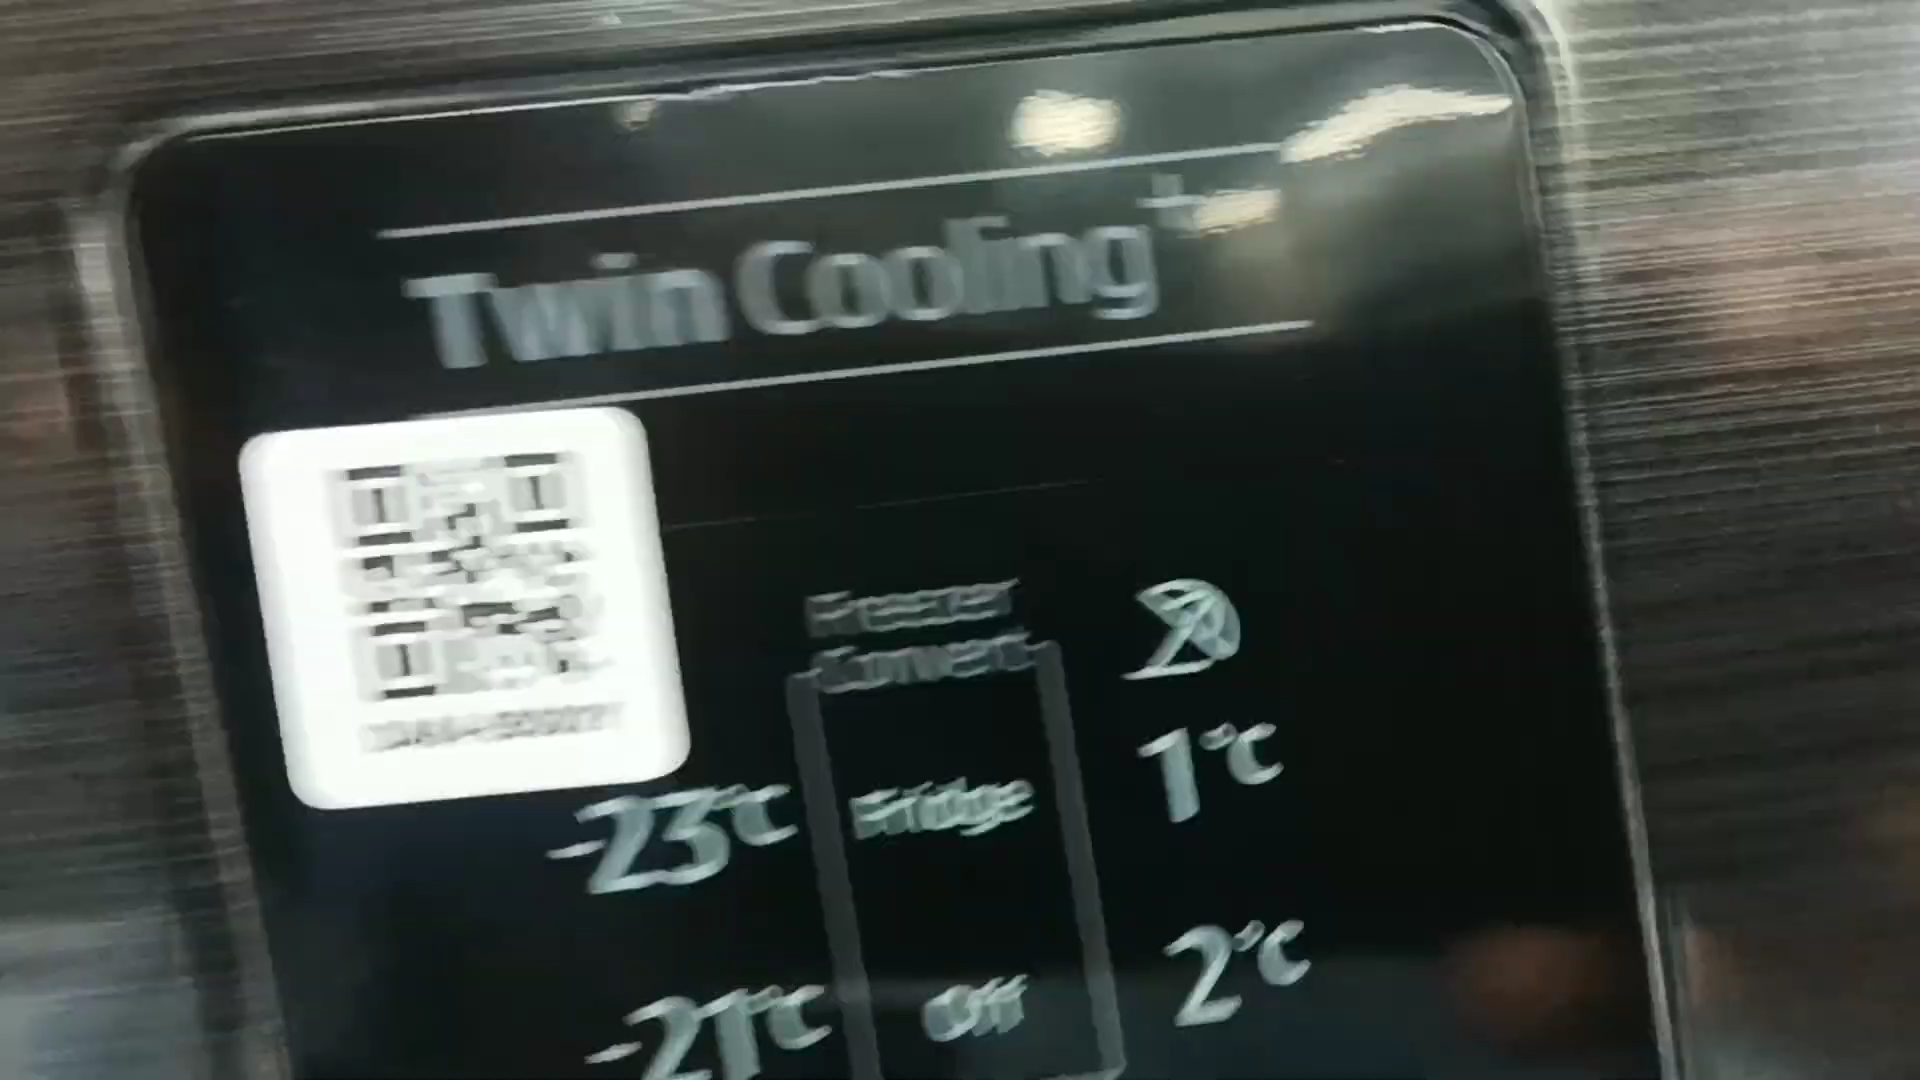 Twin Cooling+
Freezer
Convert
1°C
-23°C Fridge
2°C
-21°C Off